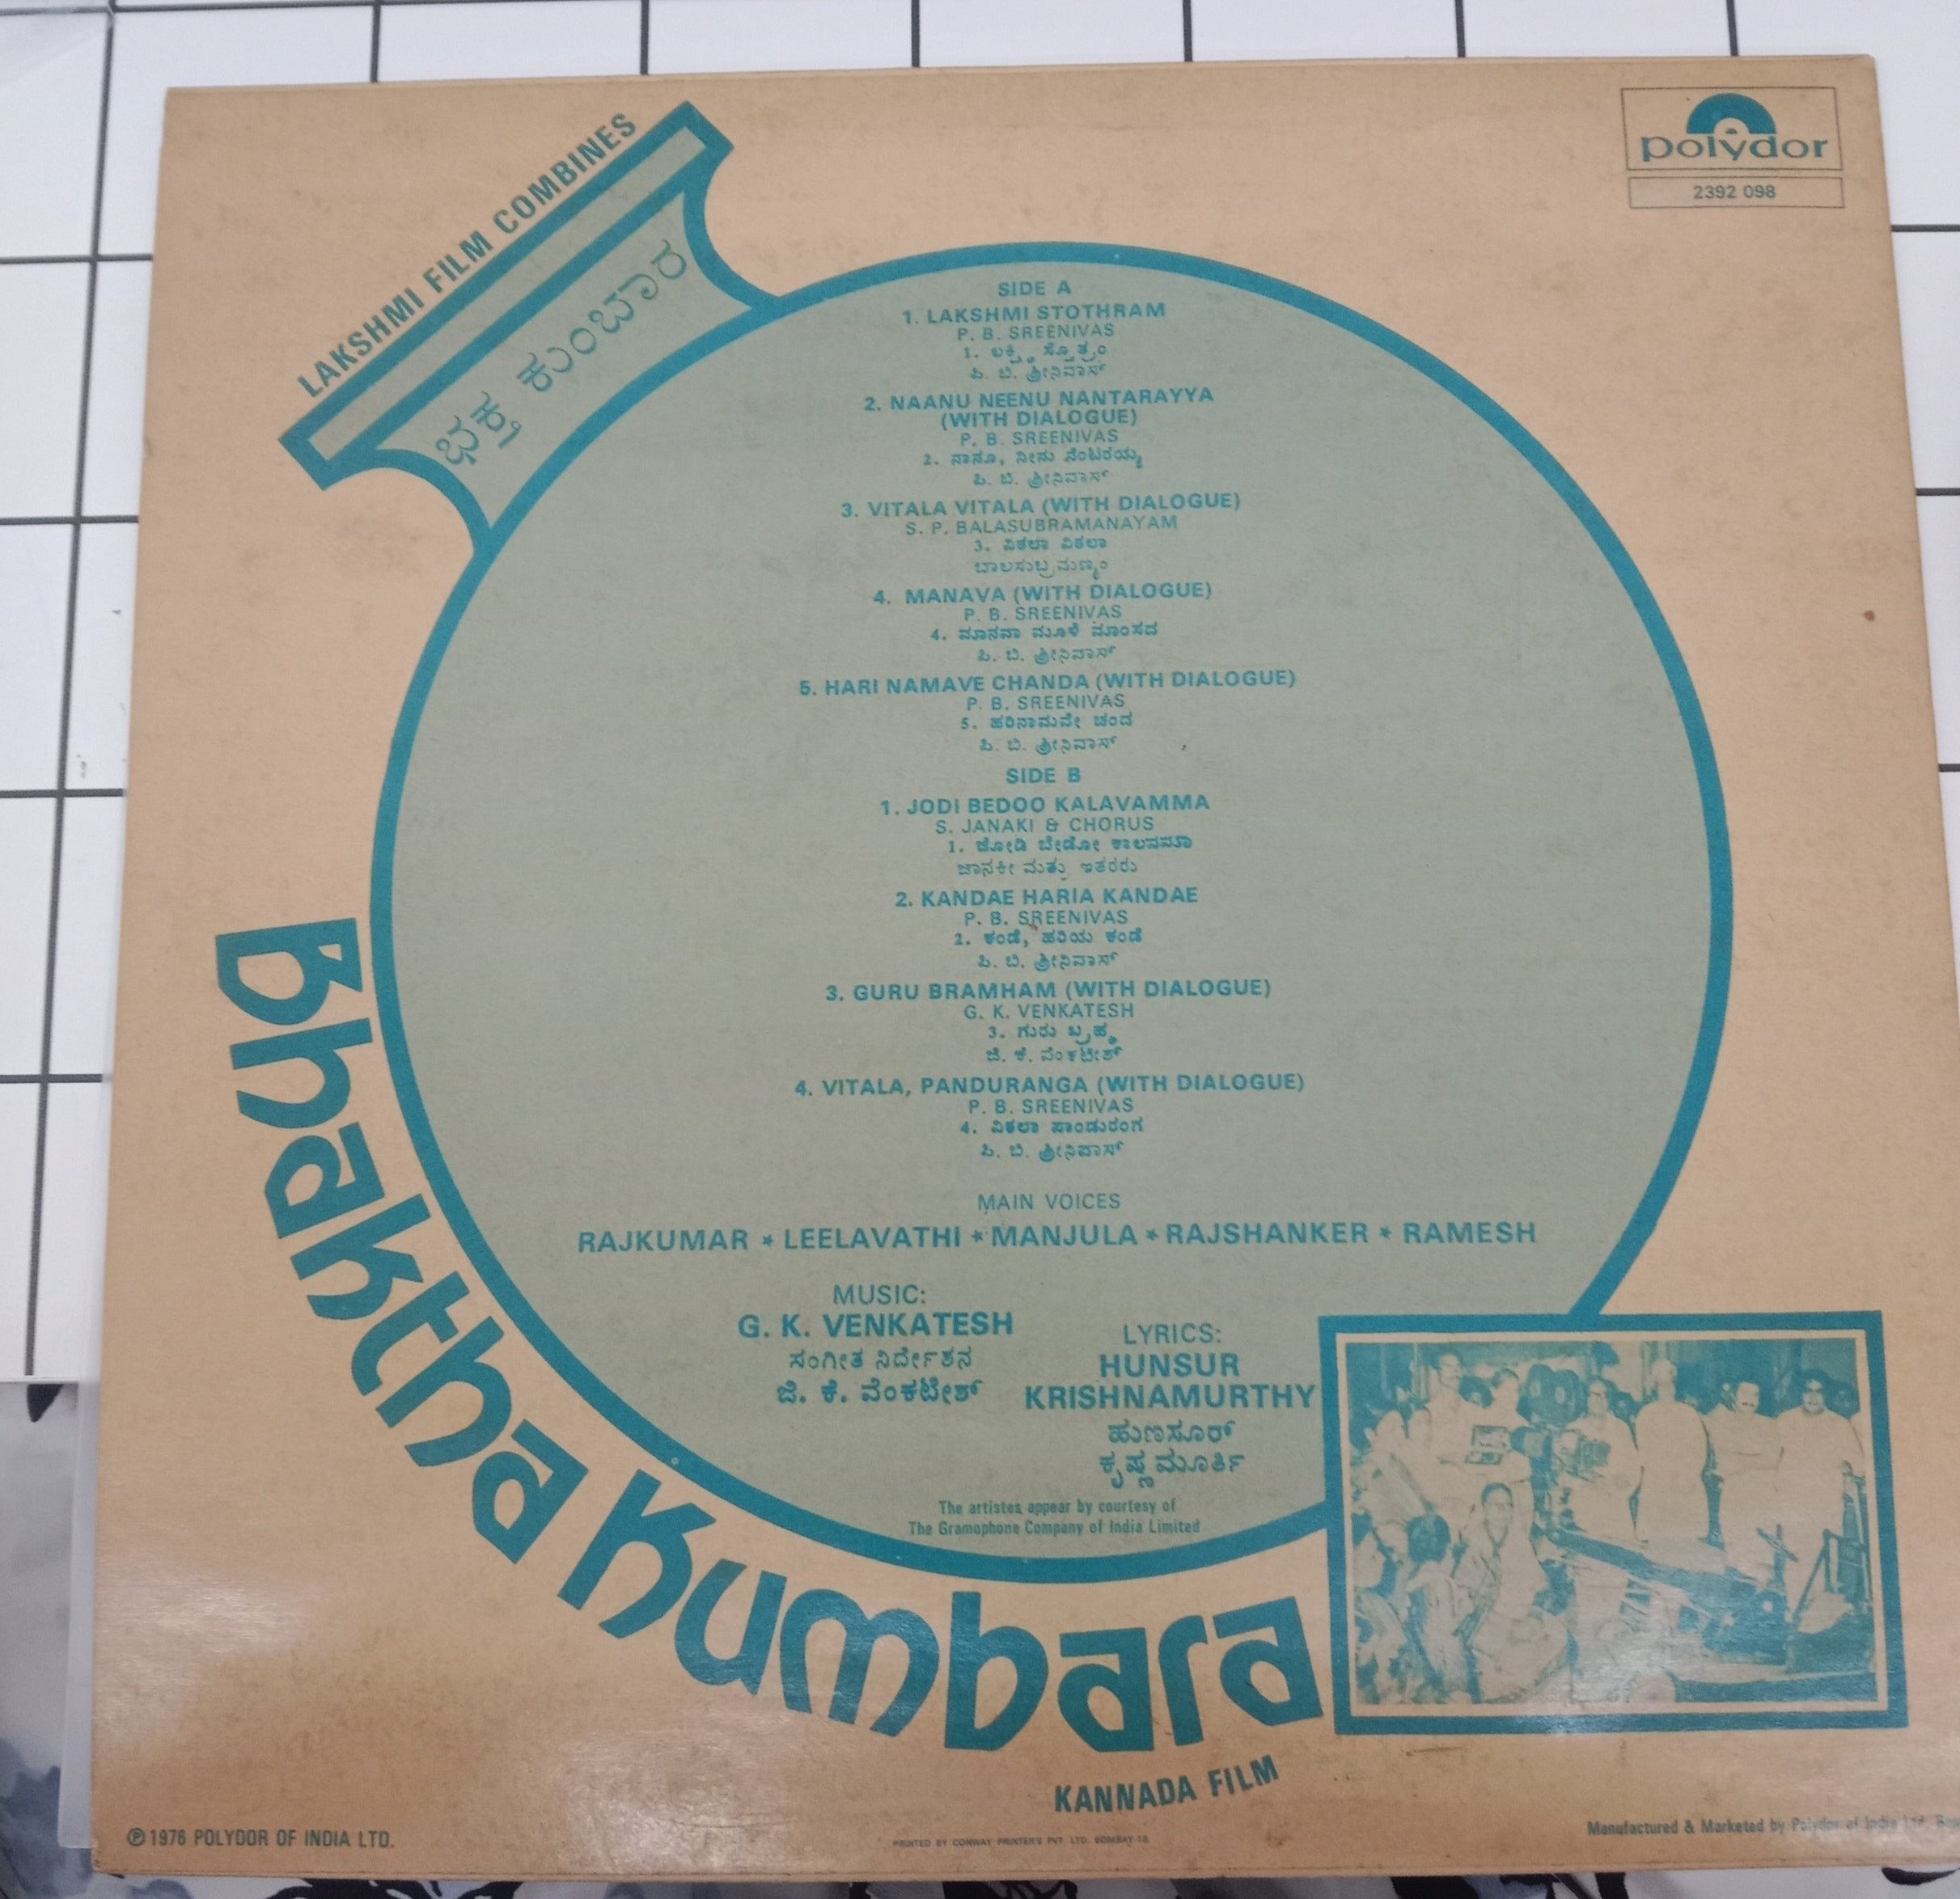 LAKSHMI FILM COMBINES
ಭಕ್ತ ಕುಂಬಾರ
polydor
2392 098
SIDE A
1. LAKSHMI STOTHRAM
P. B. SREENIVAS
1. ಲಕ್ಷ್ಮಿ ಸ್ತೋತ್ರಂ
ಪಿ. ಬಿ. ಶ್ರೀನಿವಾಸ್
2. NAANU NEENU NANTARAYYA
(WITH DIALOGUE)
P. B. SREENIVAS
2. ನಾನೂ, ನೀನು ನೆಂಟರಯ್ಯ
ಪಿ. ಬಿ. ಶ್ರೀನಿವಾಸ್
3. VITALA VITALA (WITH DIALOGUE)
S. P. BALASUBRAMANAYAM
3. ವಿಠಲಾ ವಿಠಲಾ
ಬಾಲಸುಬ್ರಮಣ್ಯಂ
4. MANAVA (WITH DIALOGUE)
P. B. SREENIVAS
4. ಮಾನವಾ ಮೂಳೆ ಮಾಂಸದ
ಪಿ. ಬಿ. ಶ್ರೀನಿವಾಸ್
5. HARI NAMAVE CHANDA (WITH DIALOGUE)
P. B. SREENIVAS
5. ಹರಿನಾಮವೇ ಚಂದ
ಪಿ. ಬಿ. ಶ್ರೀನಿವಾಸ್
SIDE B
1. JODI BEDOO KALAVAMMA
S. JANAKI & CHORUS
1. ಜೋಡಿ ಬೇಡೋ ಕಾಲವಮ್ಮಾ
ಜಾನಕೀ ಮತ್ತು ಇತರರು
2. KANDAE HARIA KANDAE
P. B. SREENIVAS
2. ಕಂಡೆ, ಹರಿಯ ಕಂಡೆ
ಪಿ. ಬಿ. ಶ್ರೀನಿವಾಸ್
3. GURU BRAMHAM (WITH DIALOGUE)
G. K. VENKATESH
3. ಗುರು ಬ್ರಹ್ಮ
ಜಿ. ಕೆ. ವೆಂಕಟೇಶ್
4. VITALA, PANDURANGA (WITH DIALOGUE)
P. B. SREENIVAS
4. ವಿಠಲಾ ಪಾಂಡುರಂಗ
ಪಿ. ಬಿ. ಶ್ರೀನಿವಾಸ್
MAIN VOICES
RAJKUMAR * LEELAVATHI * MANJULA * RAJSHANKER * RAMESH
MUSIC:
G. K. VENKATESH
ಸಂಗೀತ ನಿರ್ದೇಶನ
ಜಿ. ಕೆ. ವೆಂಕಟೇಶ್
LYRICS:
HUNSUR
KRISHNAMURTHY
ಹುಣಸೂರ್
ಕೃಷ್ಣಮೂರ್ತಿ
The artistes appear by courtesy of
The Gramophone Company of India Limited
Bhaktha Kumbara
KANNADA FILM
℗ 1976 POLYDOR OF INDIA LTD.
PRINTED BY CONWAY PRINTERS PVT. LTD. BOMBAY-18.
Manufactured & Marketed by Polydor of India Ltd.